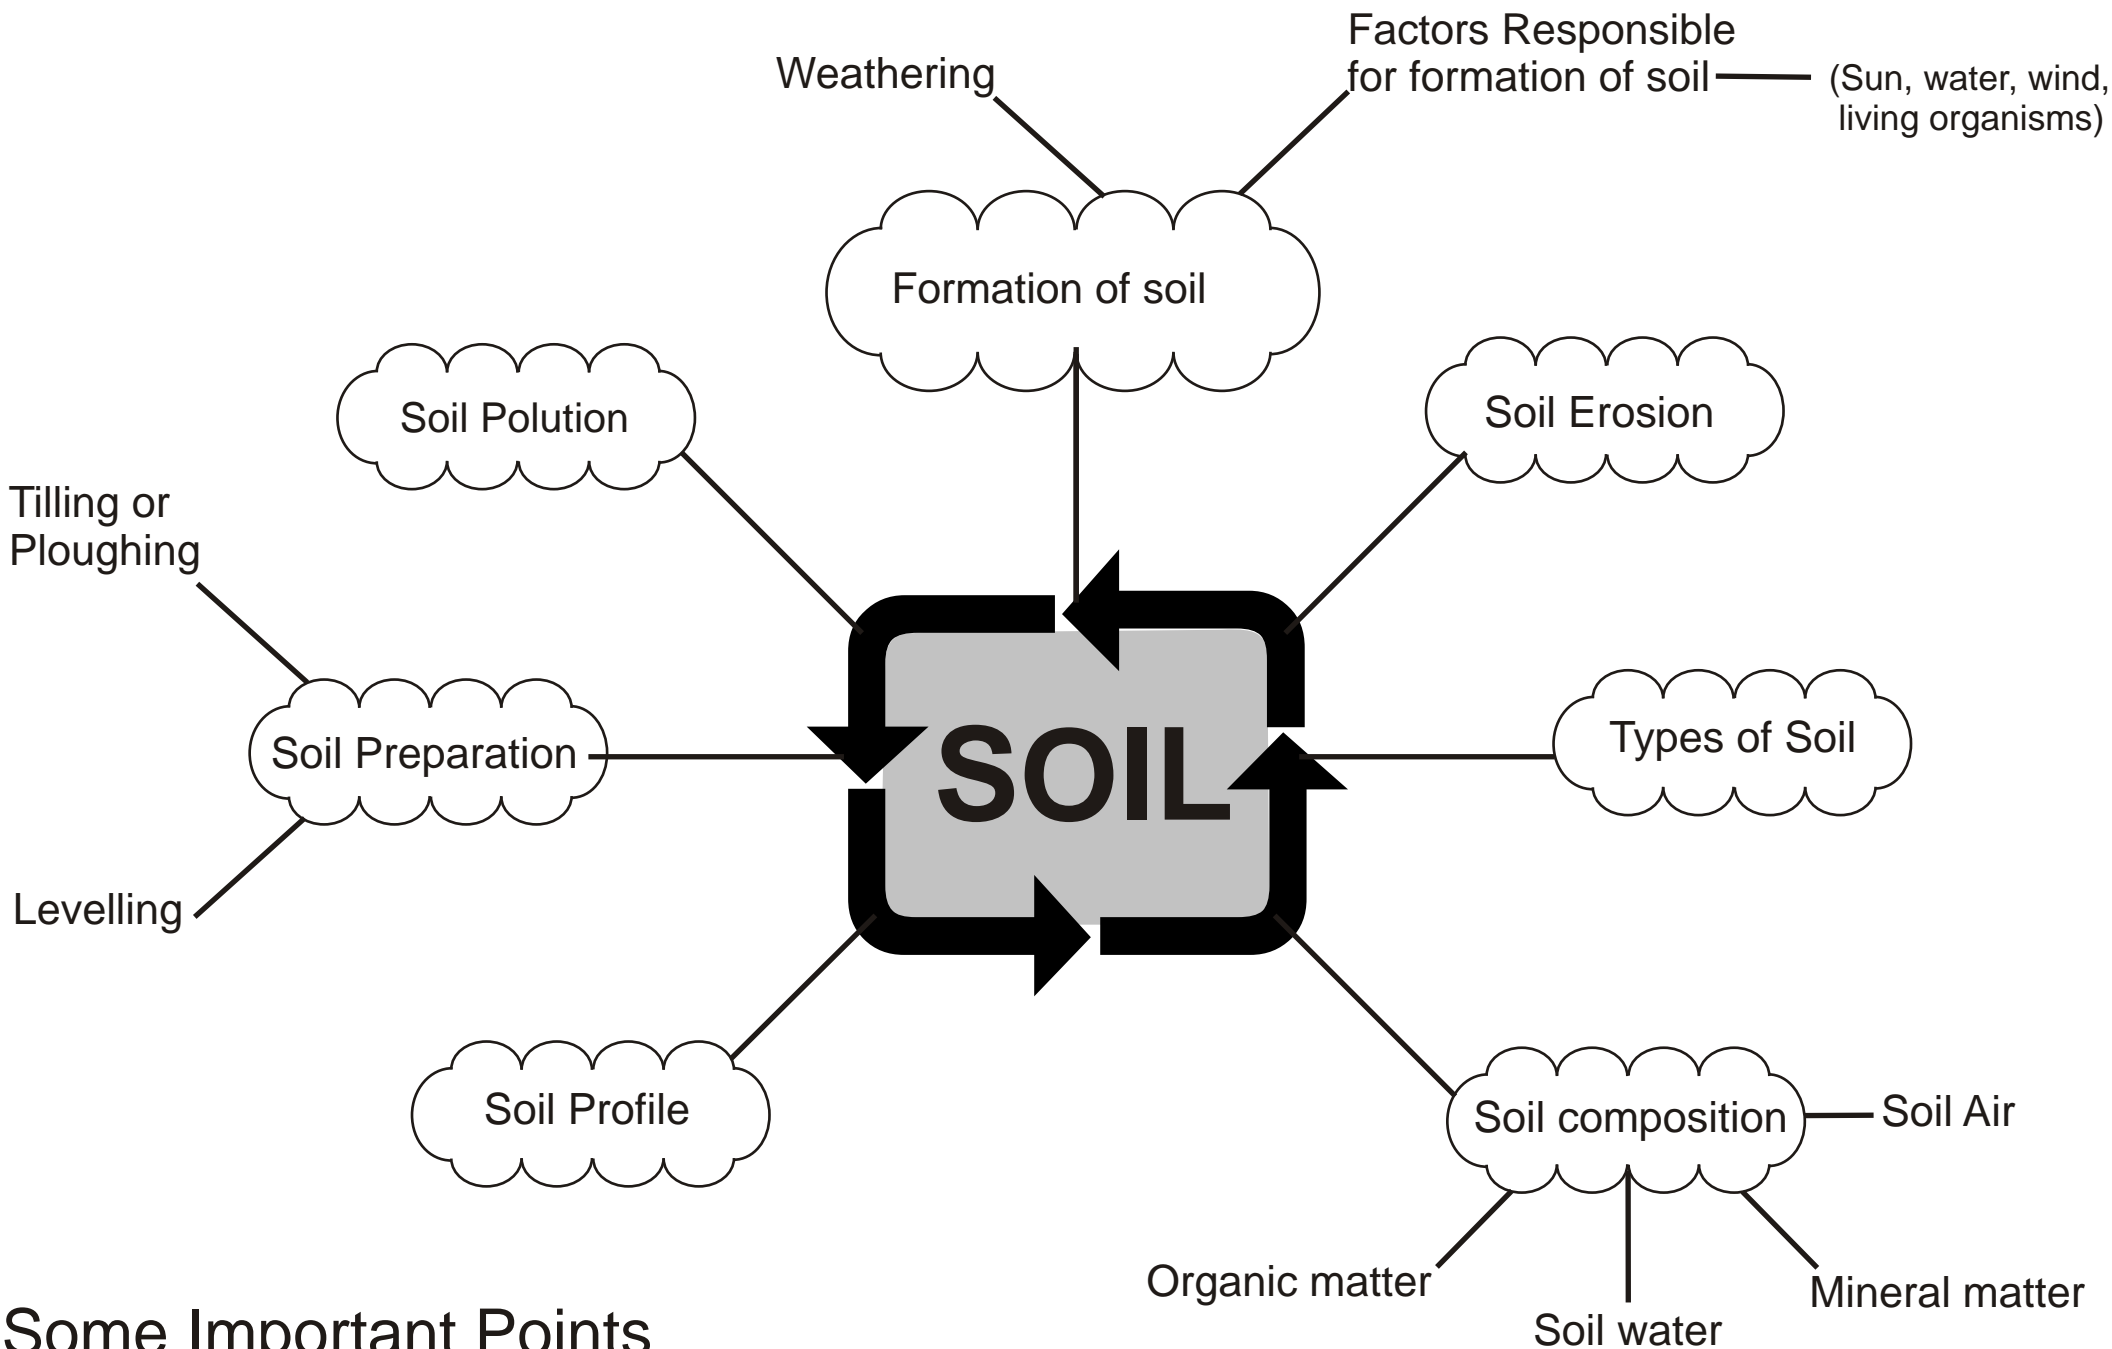 Factors Responsible
for formation of soil
(Sun, water, wind,
living organisms)
Weathering
Formation of soil
Soil Polution
Soil Erosion
Tilling or
Ploughing
Soil Preparation
SOIL
Types of Soil
Levelling
Soil Profile
Soil composition
Soil Air
Organic matter
Mineral matter
Soil water
Some Important Points